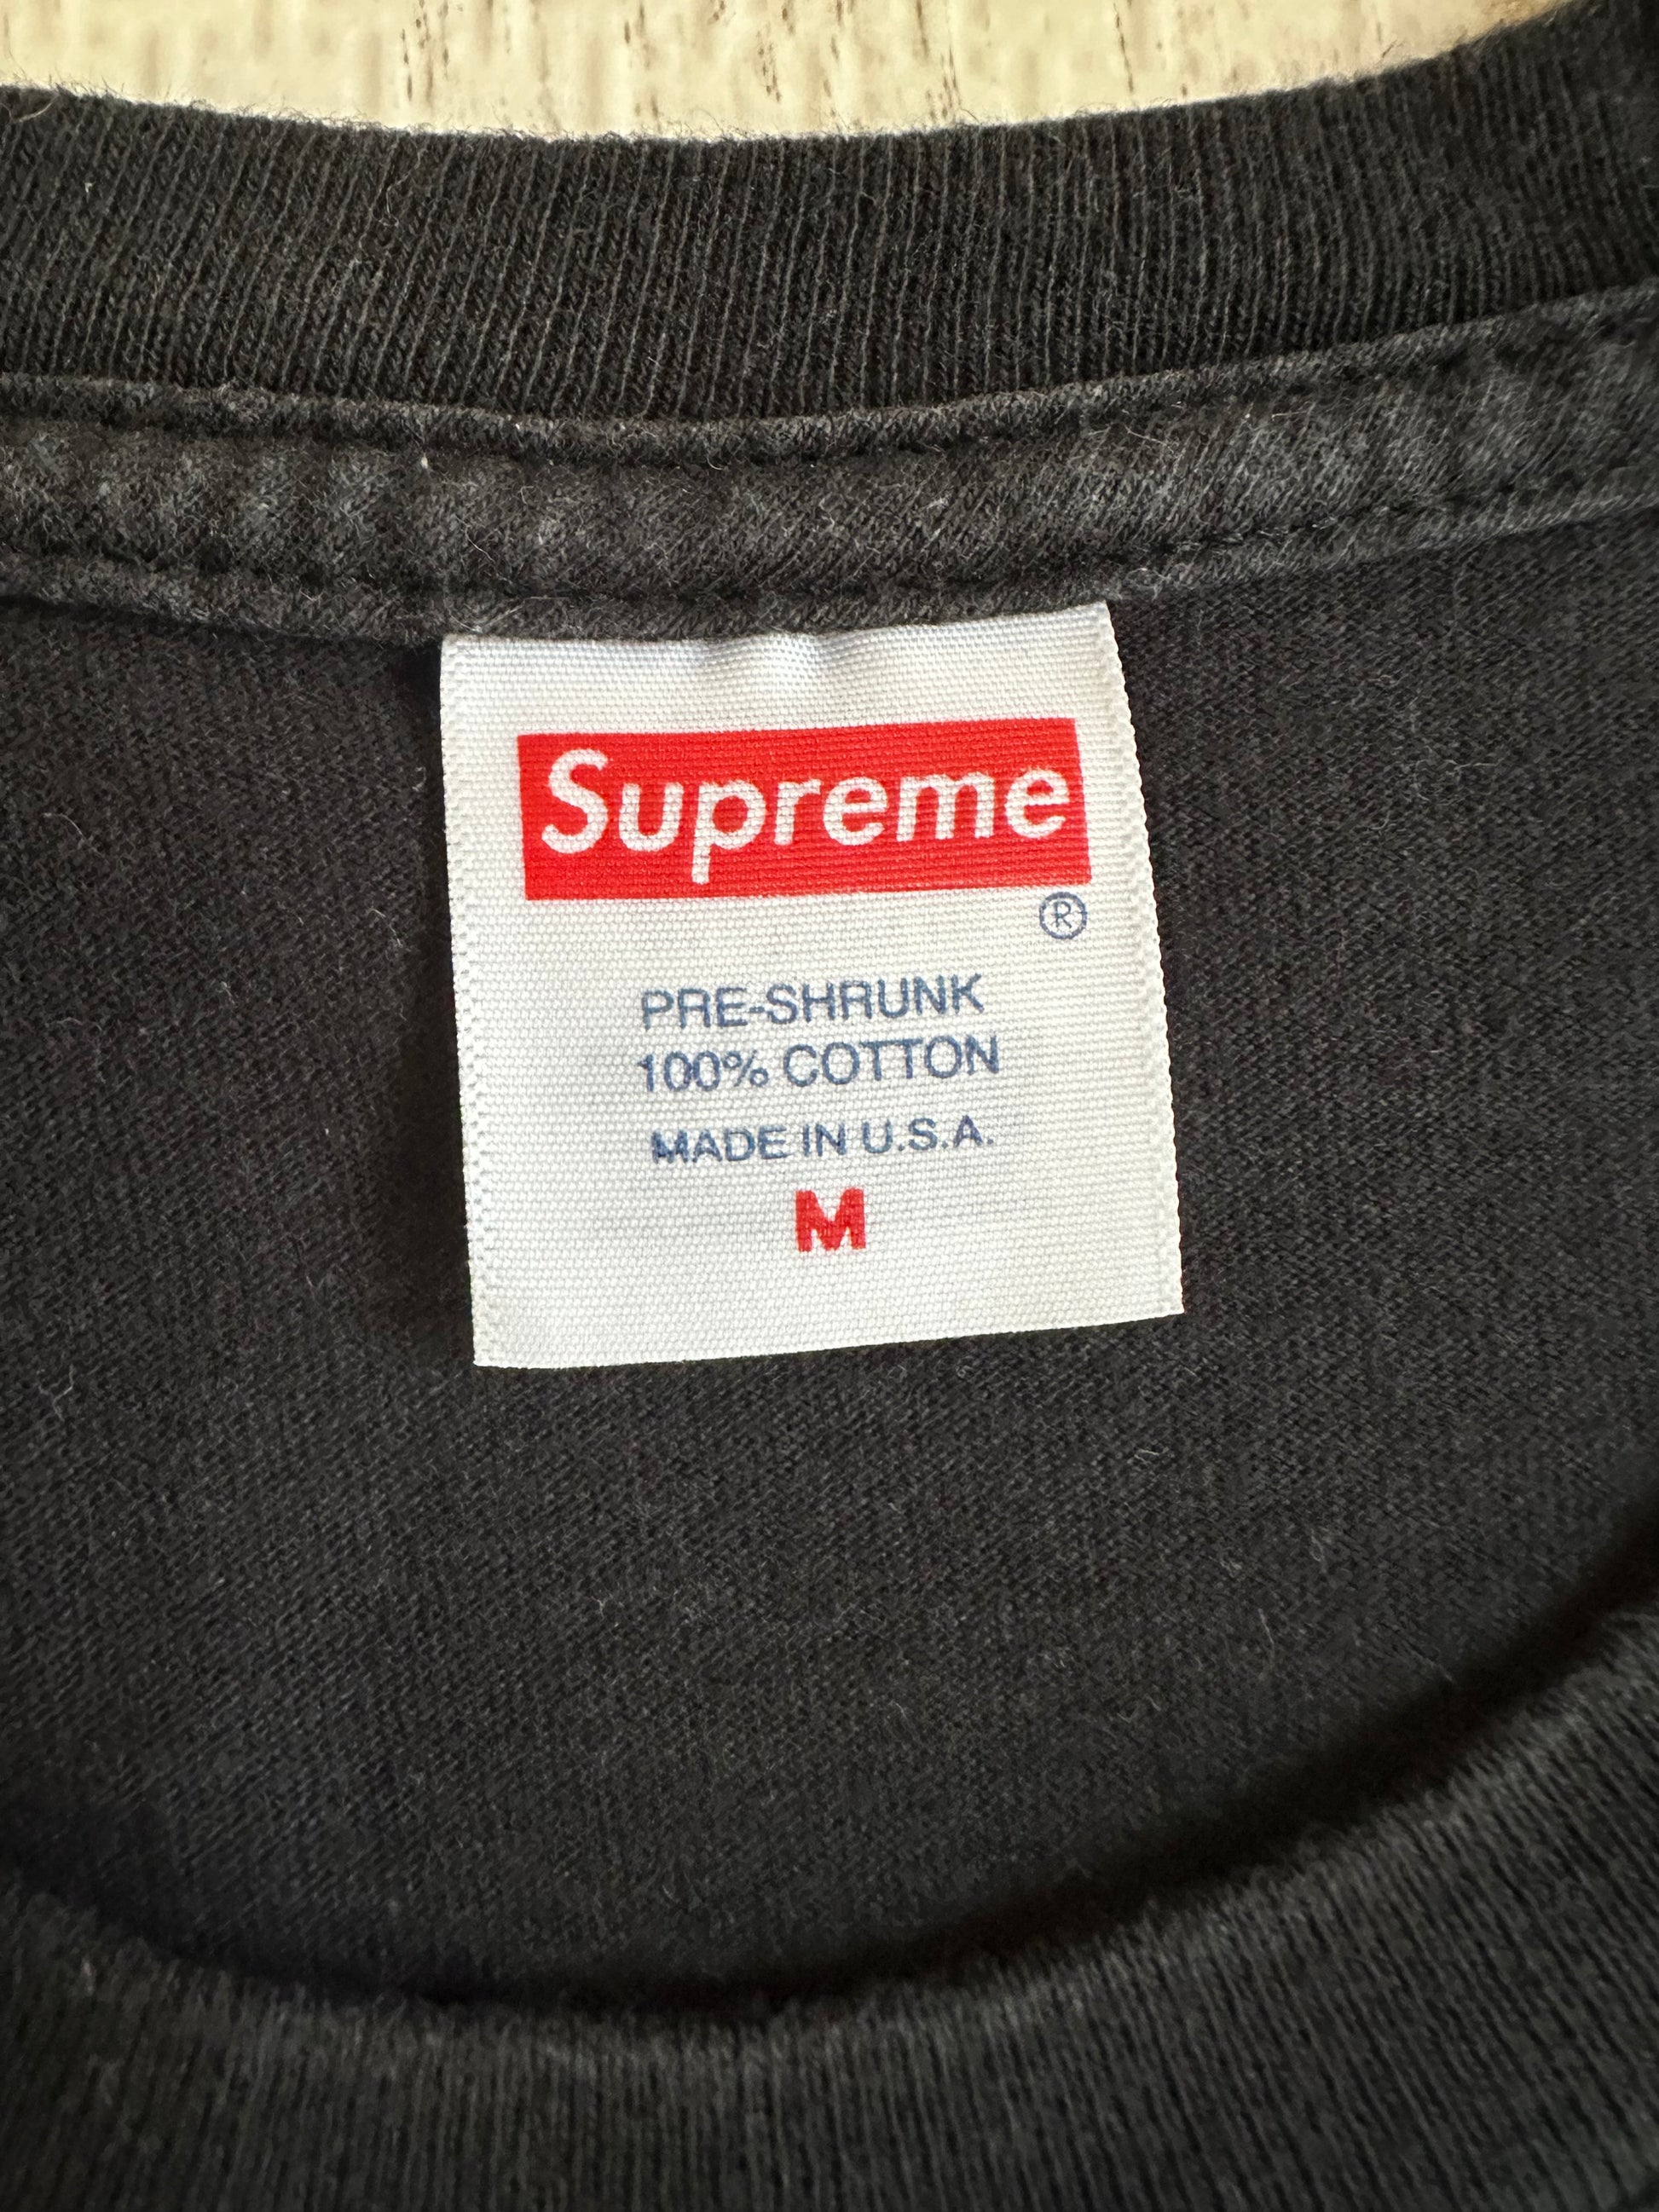 Supreme
®
PRE-SHRUNK
100% COTTON
MADE IN U.S.A.
M